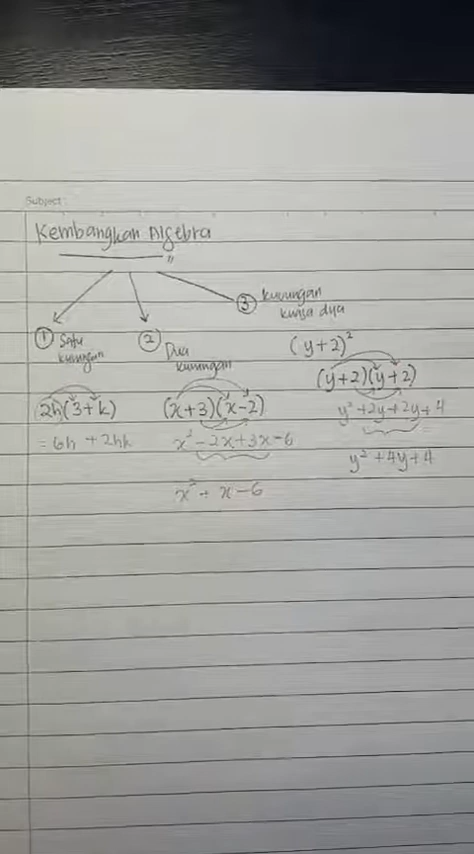 Subject :
Kembangkan Algebra
① Satu
kurungan
② Dua
kurungan
③ kurungan
kuasa dua
2h(3+k)
= 6h + 2hk
(x+3)(x-2)
x² - 2x + 3x - 6
x² + x - 6
(y+2)²
(y+2)(y+2)
y² + 2y + 2y + 4
y² + 4y + 4